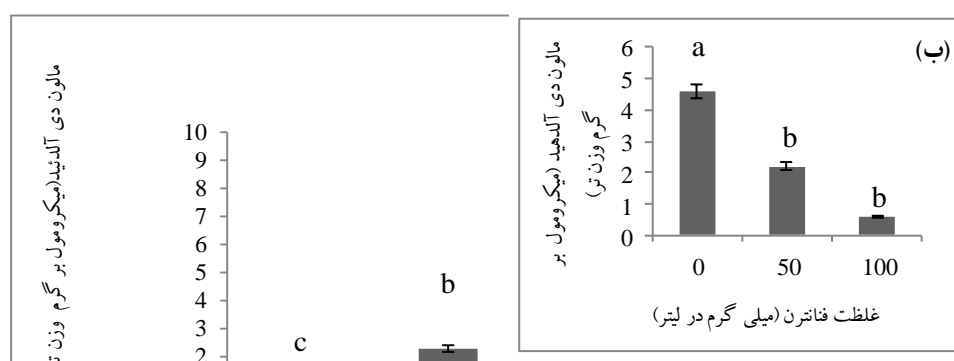 (ب)
مالون دی آلدهید (میکرومول بر
گرم وزن تر)
6
5
4
3
2
1
0
a
b
b
0 50 100
غلظت فنانترن (میلی گرم در لیتر)
مالون دی آلدئید(میکرومول بر گرم وزن
10
9
8
7
6
5
4
3
2
c
b